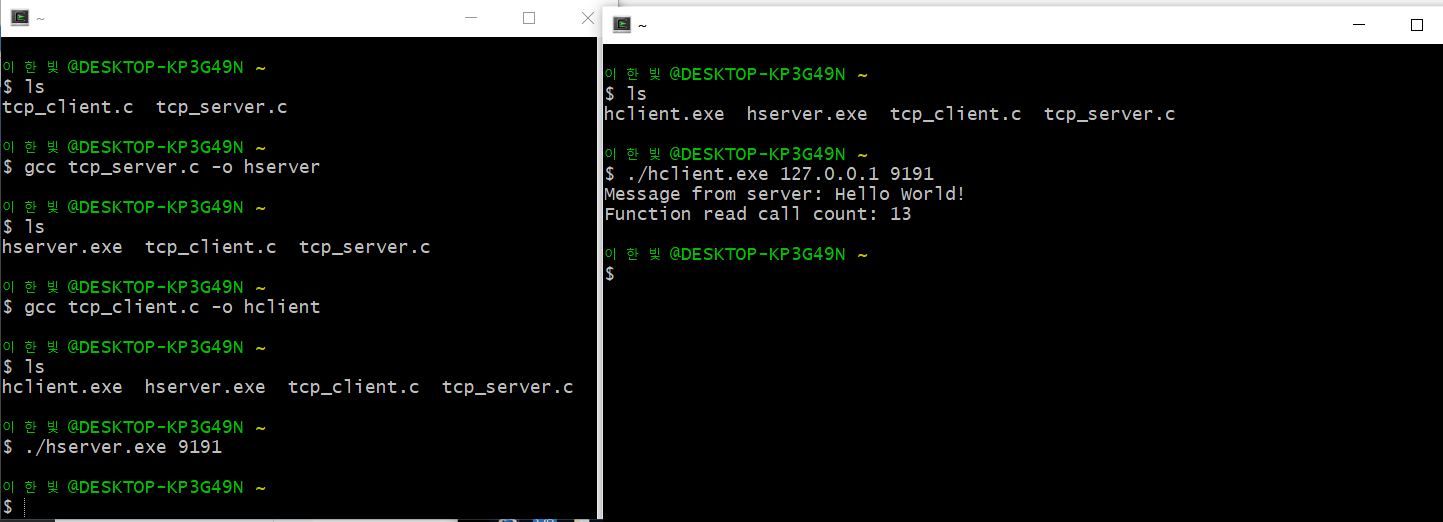 ~
이 한 빛 @DESKTOP-KP3G49N ~
$ ls
tcp_client.c  tcp_server.c
이 한 빛 @DESKTOP-KP3G49N ~
$ gcc tcp_server.c -o hserver
이 한 빛 @DESKTOP-KP3G49N ~
$ ls
hserver.exe  tcp_client.c  tcp_server.c
이 한 빛 @DESKTOP-KP3G49N ~
$ gcc tcp_client.c -o hclient
이 한 빛 @DESKTOP-KP3G49N ~
$ ls
hclient.exe  hserver.exe  tcp_client.c  tcp_server.c
이 한 빛 @DESKTOP-KP3G49N ~
$ ./hserver.exe 9191
이 한 빛 @DESKTOP-KP3G49N ~
$
~
이 한 빛 @DESKTOP-KP3G49N ~
$ ls
hclient.exe  hserver.exe  tcp_client.c  tcp_server.c
이 한 빛 @DESKTOP-KP3G49N ~
$ ./hclient.exe 127.0.0.1 9191
Message from server: Hello World!
Function read call count: 13
이 한 빛 @DESKTOP-KP3G49N ~
$